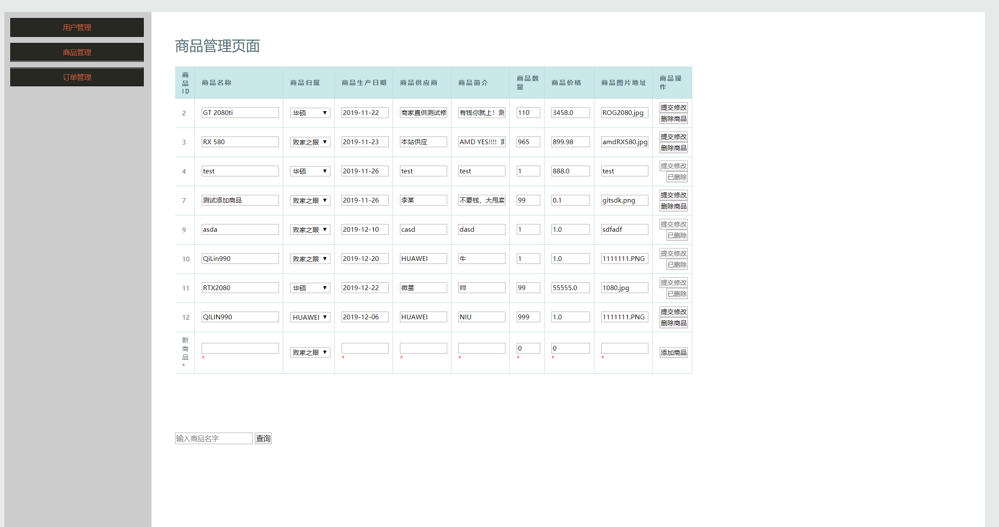 用户管理
商品管理
订单管理
商品管理页面
商品ID 商品名称 商品归属 商品生产日期 商品供应商 商品简介 商品数量 商品价格 商品图片地址 商品操作
2 GT 2080ti 华硕 2019-11-22 商家直供测试修 有钱你就上！测 110 3458.0 ROG2080.jpg 提交修改 删除商品
3 RX 580 败家之眼 2019-11-23 本站供应 AMD YES!!!! 965 899.98 amdRX580.jpg 提交修改 删除商品
4 test 华硕 2019-11-26 test test 1 888.0 test 提交修改 已删除
7 测试添加商品 败家之眼 2019-11-26 李某 不要钱，大甩卖 99 0.1 gitsdk.png 提交修改 删除商品
9 asda 败家之眼 2019-12-10 casd dasd 1 1.0 sdfadf 提交修改 已删除
10 QiLin990 败家之眼 2019-12-20 HUAWEI 牛 1 1.0 1111111.PNG 提交修改 已删除
11 RTX2080 华硕 2019-12-22 微星 帅 99 55555.0 1080.jpg 提交修改 已删除
12 QILIN990 HUAWEI 2019-12-06 HUAWEI NIU 999 1.0 1111111.PNG 提交修改 删除商品
新商品* * 败家之眼 * * * 0 * 0 * * 添加商品
输入商品名字 查询